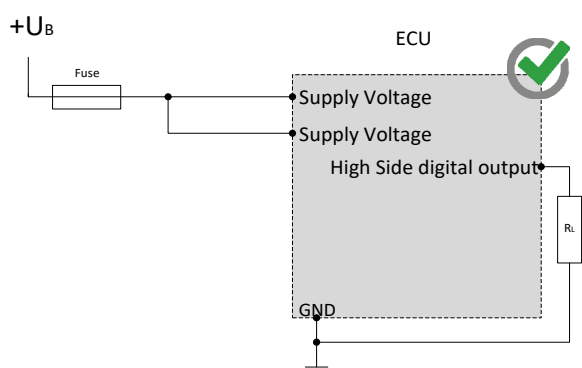 +UB
ECU
Fuse
Supply Voltage
Supply Voltage
High Side digital output
RL
GND